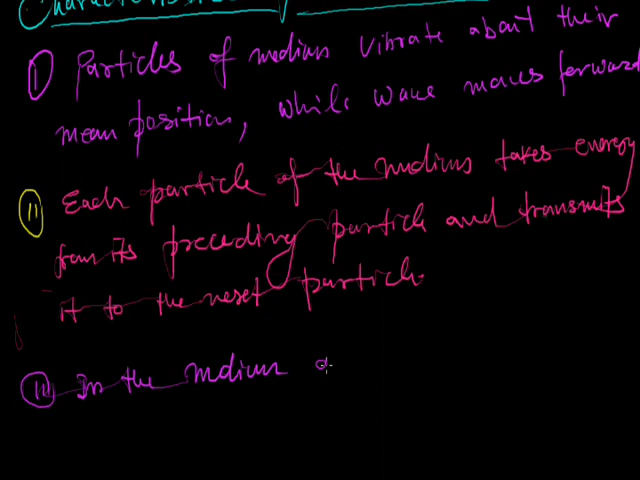 Characteristics
(i) Particles of medium vibrate about their
mean position, while wave moves forward
(ii) Each particle of the medium takes energy
from its preceding particle and transmits
it to the next particle.
(iii) In the medium